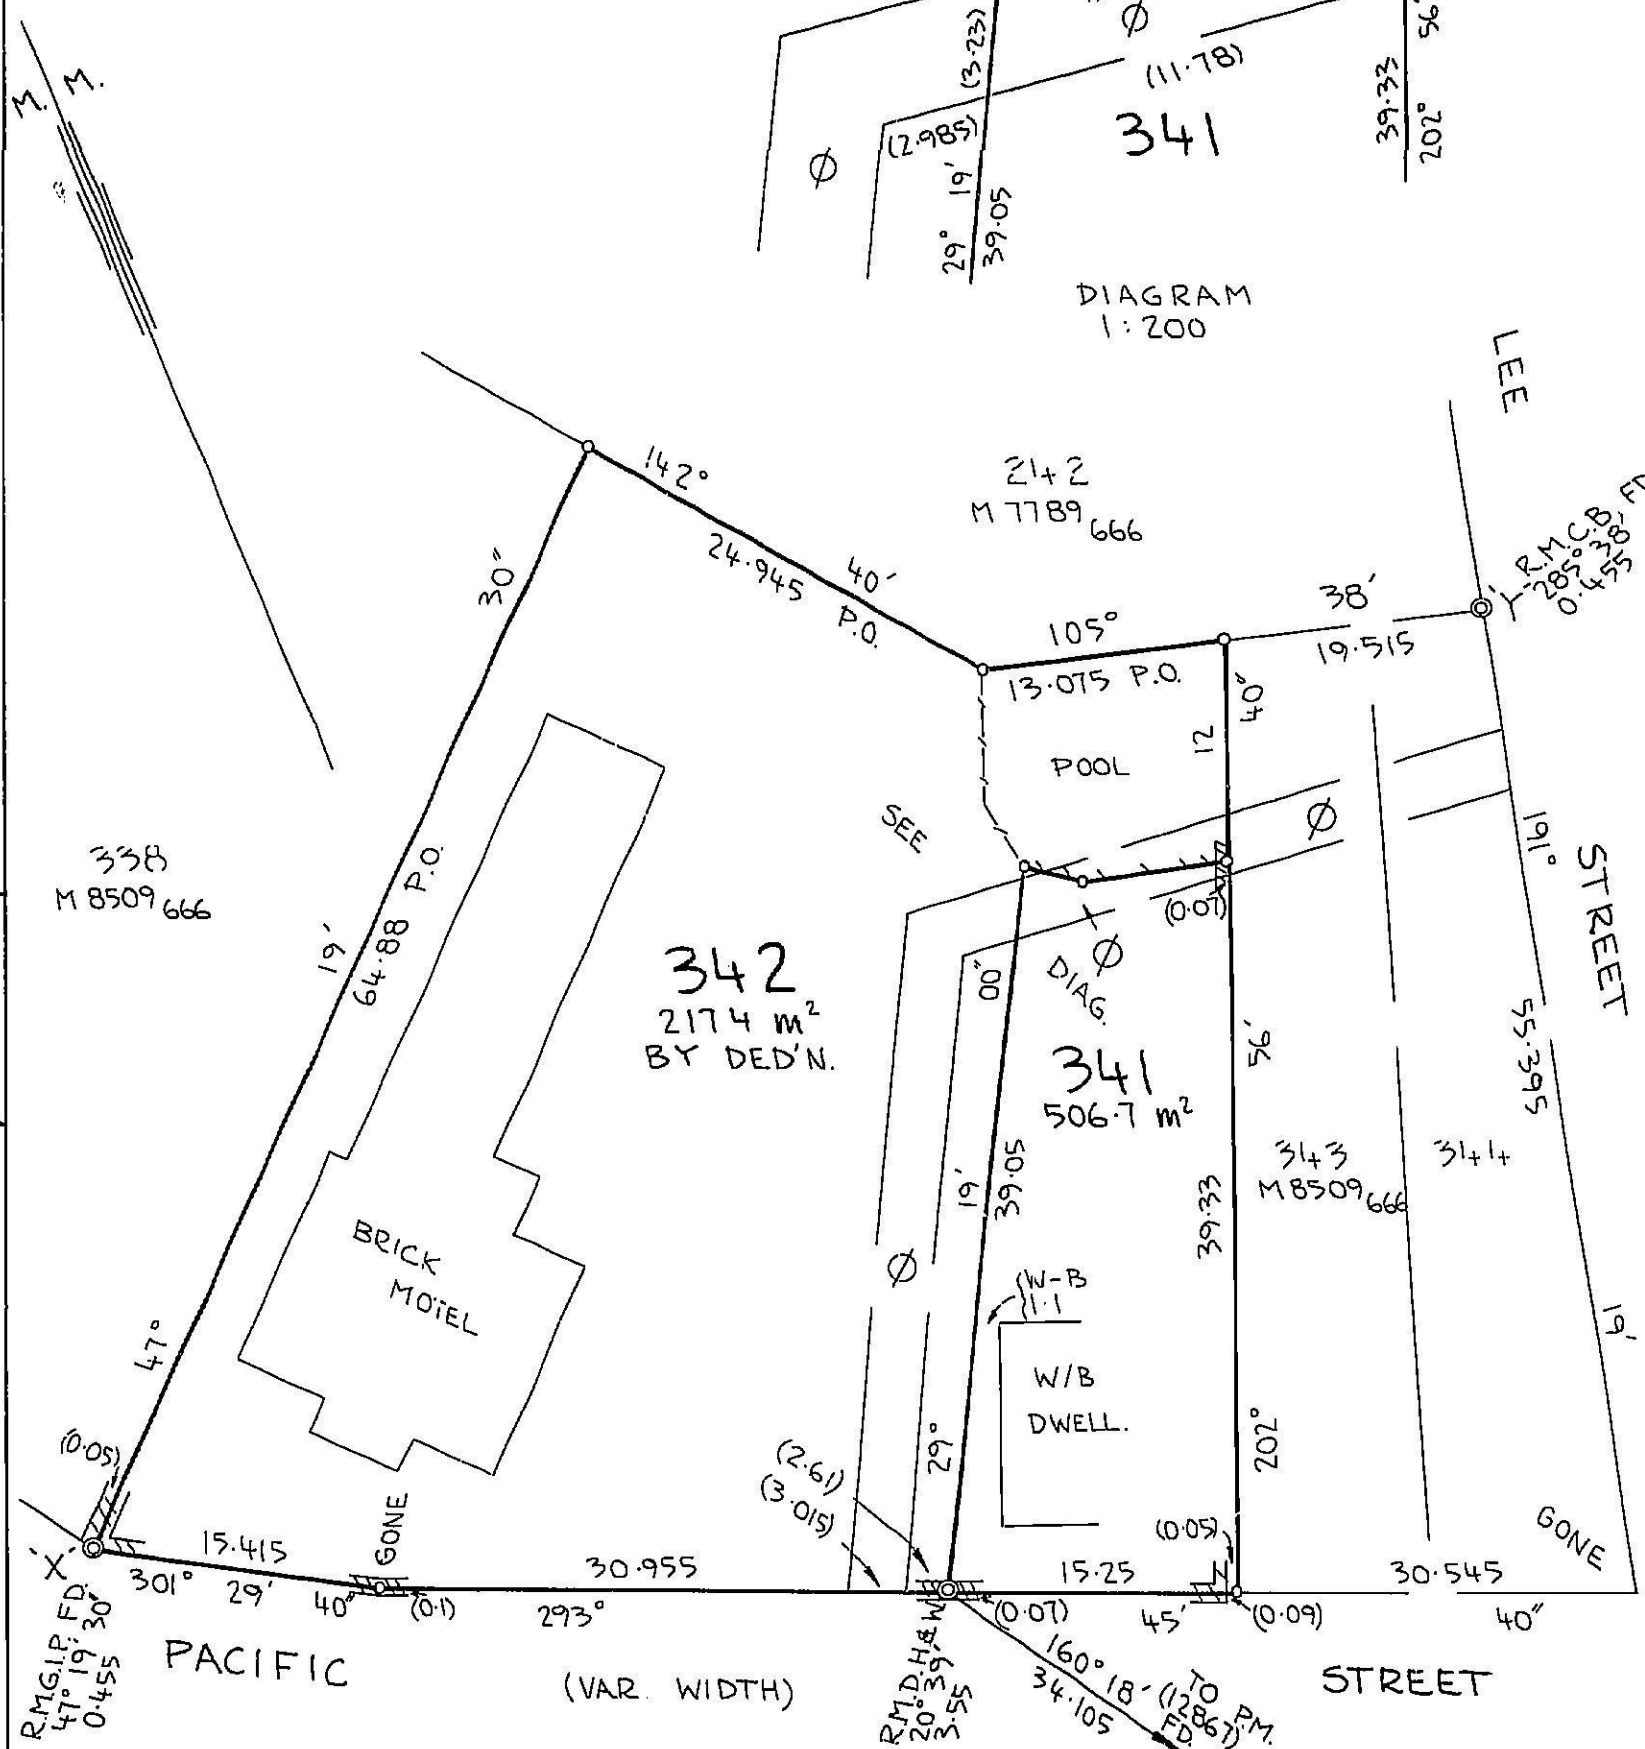 M. M.
(3.23)
Ø
(11.78)
341
39.33
202°
56'
(2.985)
Ø
29° 19'
39.05
DIAGRAM
1:200
LEE
STREET
142° 40'
24.945 P.O.
30"
242
M 7789 666
R.M.C.B. FD.
285° 38'
0.455
'Y'
105° 38'
13.075 P.O.
19.515
POOL
12
40"
SEE
DIAG.
Ø
Ø
(0.07)
338
M 8509 666
19'
64.88 P.O.
47°
342
2174 m²
BY DED'N.
00"
341
506.7 m²
56'
191°
55.395
19'
343
M 8509 666
344
19'
39.05
39.33
Ø
BRICK
MOTEL
W-B
1.1
W/B
DWELL.
29°
202°
(0.05)
(2.61)
(3.015)
(0.05)
GONE
GONE
15.415
301° 29' 40"
(0.1)
30.955
293° 45' 40"
15.25
(0.07)
(0.09)
30.545
'X'
R.M.G.I.P. FD.
47° 19' 30"
0.455
PACIFIC
(VAR. WIDTH)
STREET
R.M.D.H&W
20° 39'
3.55
160° 18'
34.105
TO P.M.
(12867)
FD.